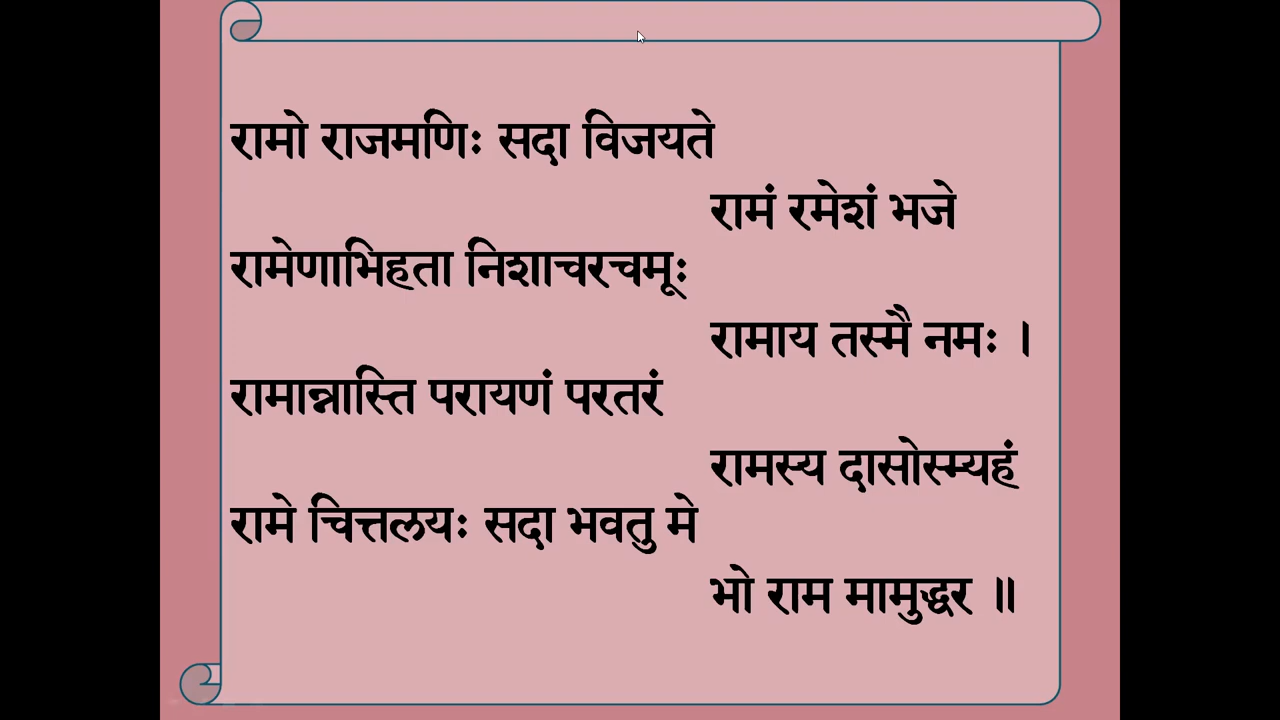 रामो राजमणिः सदा विजयते
रामं रमेशं भजे
रामेणाभिहता निशाचरचमूः
रामाय तस्मै नमः ।
रामान्नास्ति परायणं परतरं
रामस्य दासोस्म्यहं
रामे चित्तलयः सदा भवतु मे
भो राम मामुद्धर ॥